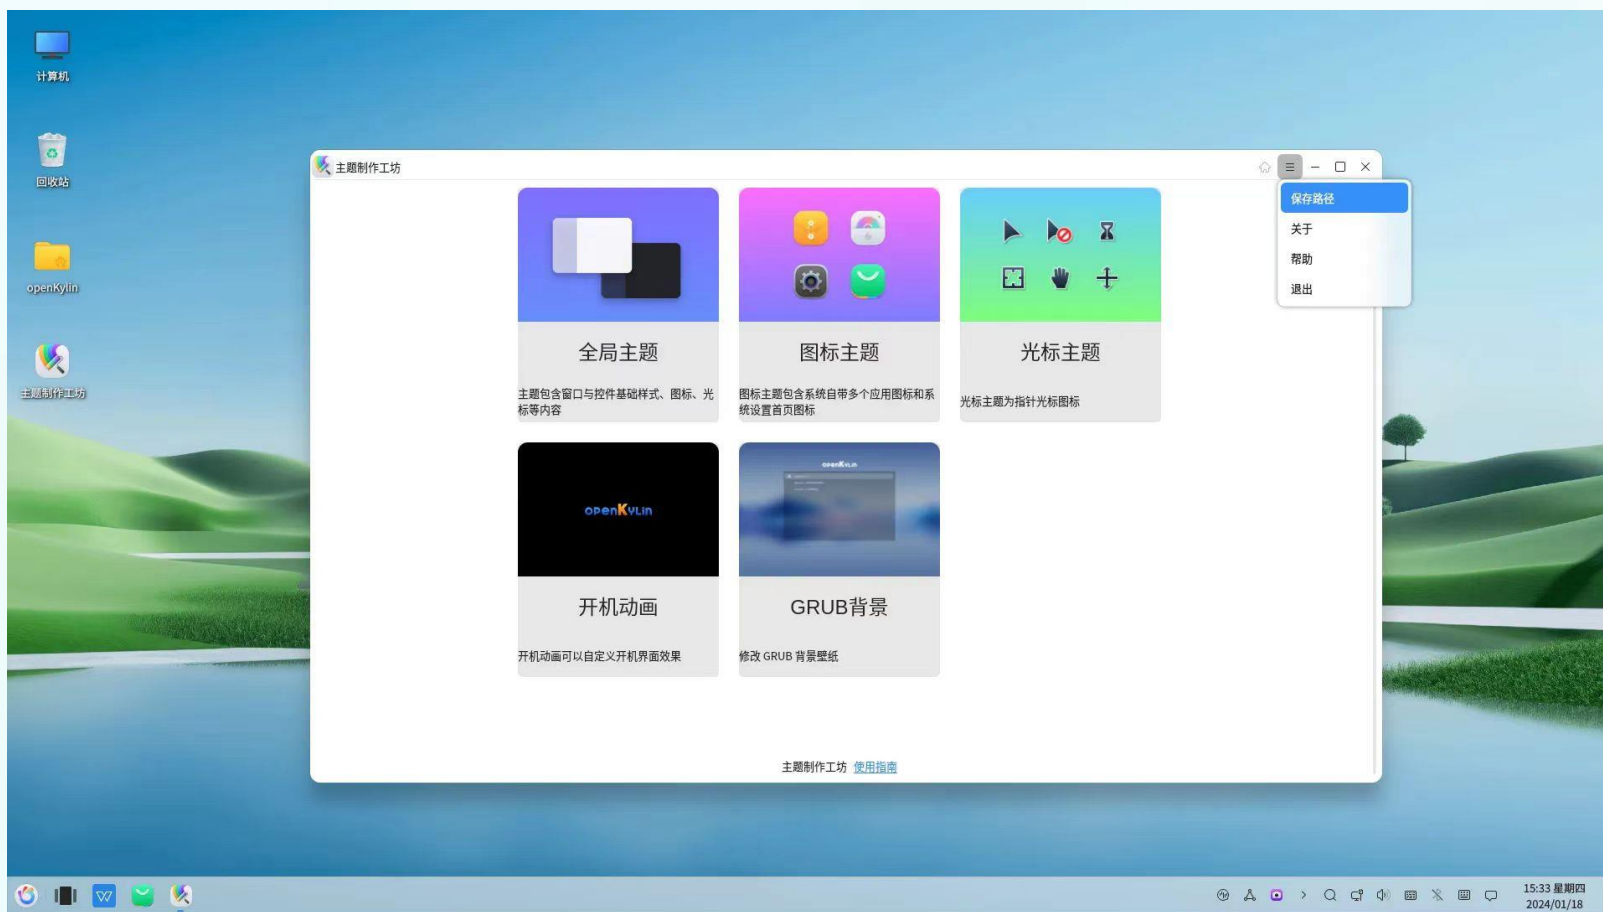 计算机
回收站
openKylin
主题制作工坊
主题制作工坊
保存路径
关于
帮助
退出
全局主题
主题包含窗口与控件基础样式、图标、光
标等内容
图标主题
图标主题包含系统自带多个应用图标和系
统设置首页图标
光标主题
光标主题为指针光标图标
openKylin
开机动画
开机动画可以自定义开机界面效果
openKylin
GRUB背景
修改 GRUB 背景壁纸
主题制作工坊 使用指南
15:33 星期四
2024/01/18